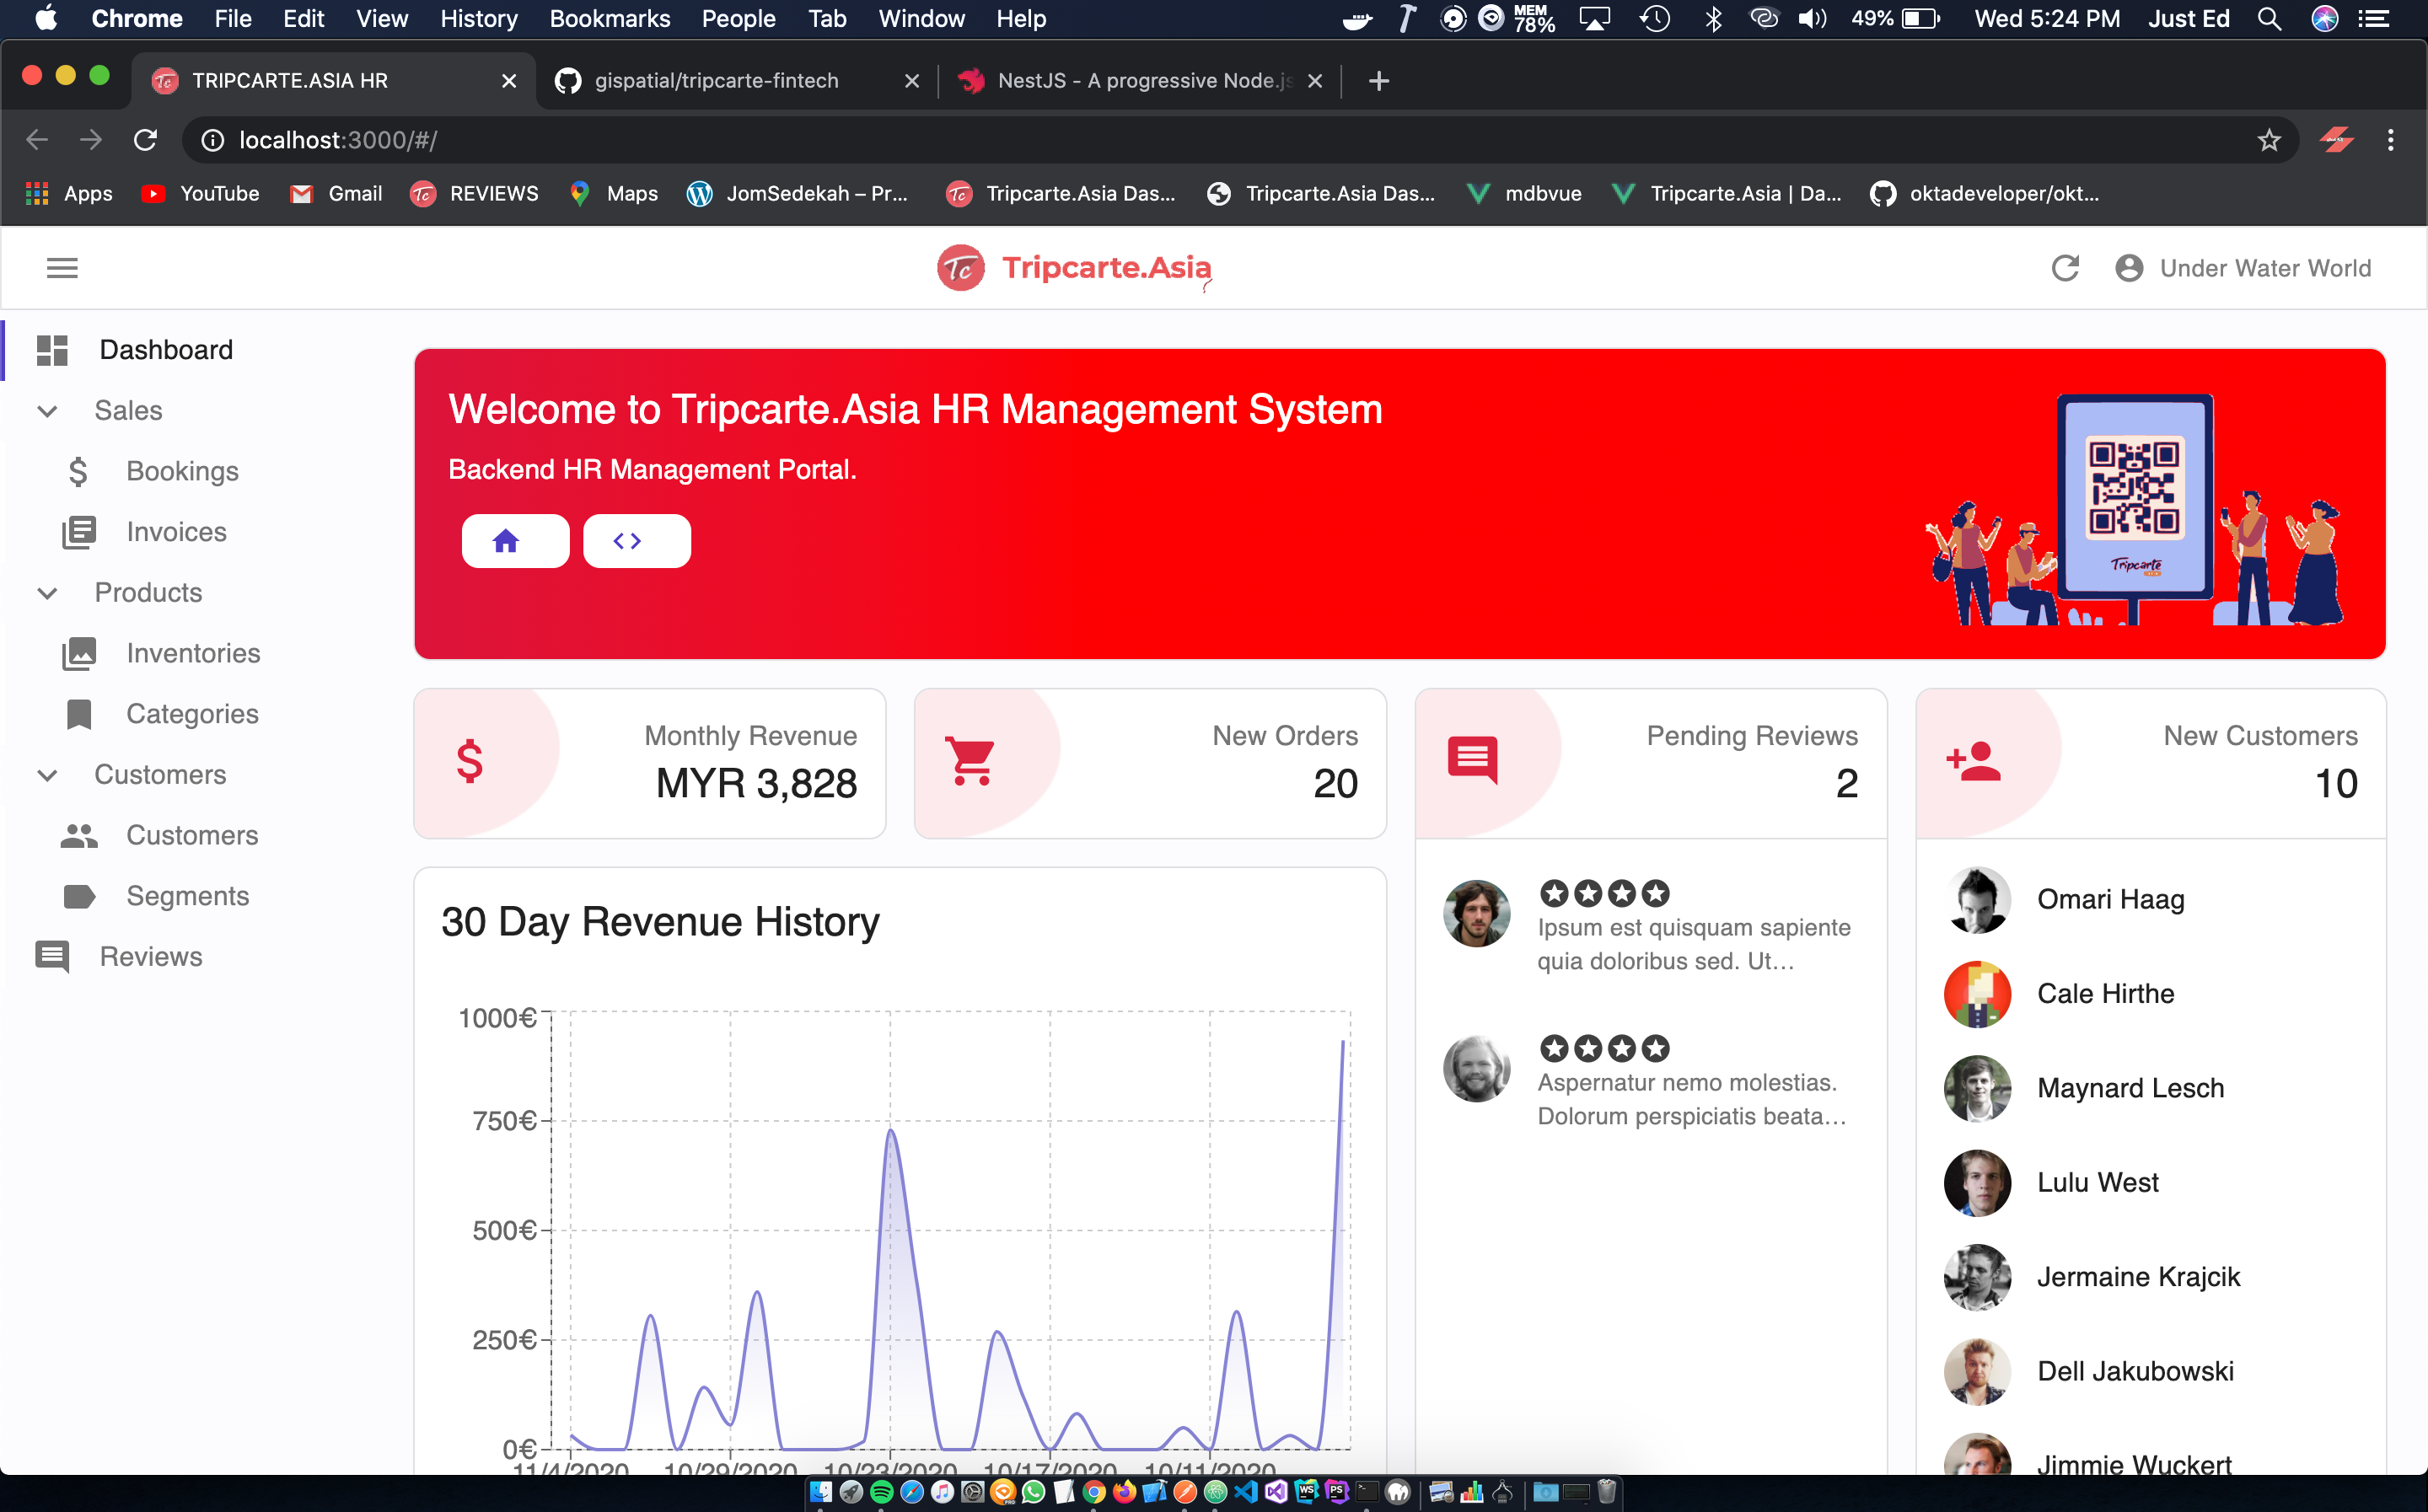 Chrome File Edit View History Bookmarks People Tab Window Help MEM 78% 49% Wed 5:24 PM Just Ed
TRIPCARTE.ASIA HR gispatial/tripcarte-fintech NestJS - A progressive Node.js
localhost:3000/#/
Apps YouTube Gmail REVIEWS Maps JomSedekah – Pr... Tripcarte.Asia Das... Tripcarte.Asia Das... mdbvue Tripcarte.Asia | Da... oktadeveloper/okt...
Tc Tripcarte.Asia Under Water World
Dashboard
Sales
Bookings
Invoices
Products
Inventories
Categories
Customers
Customers
Segments
Reviews
Welcome to Tripcarte.Asia HR Management System
Backend HR Management Portal.
Tripcarte
Monthly Revenue
MYR 3,828
New Orders
20
Pending Reviews
2
New Customers
10
30 Day Revenue History
1000€
750€
500€
250€
0€
11/4/2020 10/29/2020 10/23/2020 10/17/2020 10/11/2020
Ipsum est quisquam sapiente
quia doloribus sed. Ut...
Aspernatur nemo molestias.
Dolorum perspiciatis beata...
Omari Haag
Cale Hirthe
Maynard Lesch
Lulu West
Jermaine Krajcik
Dell Jakubowski
Jimmie Wuckert
WS PS